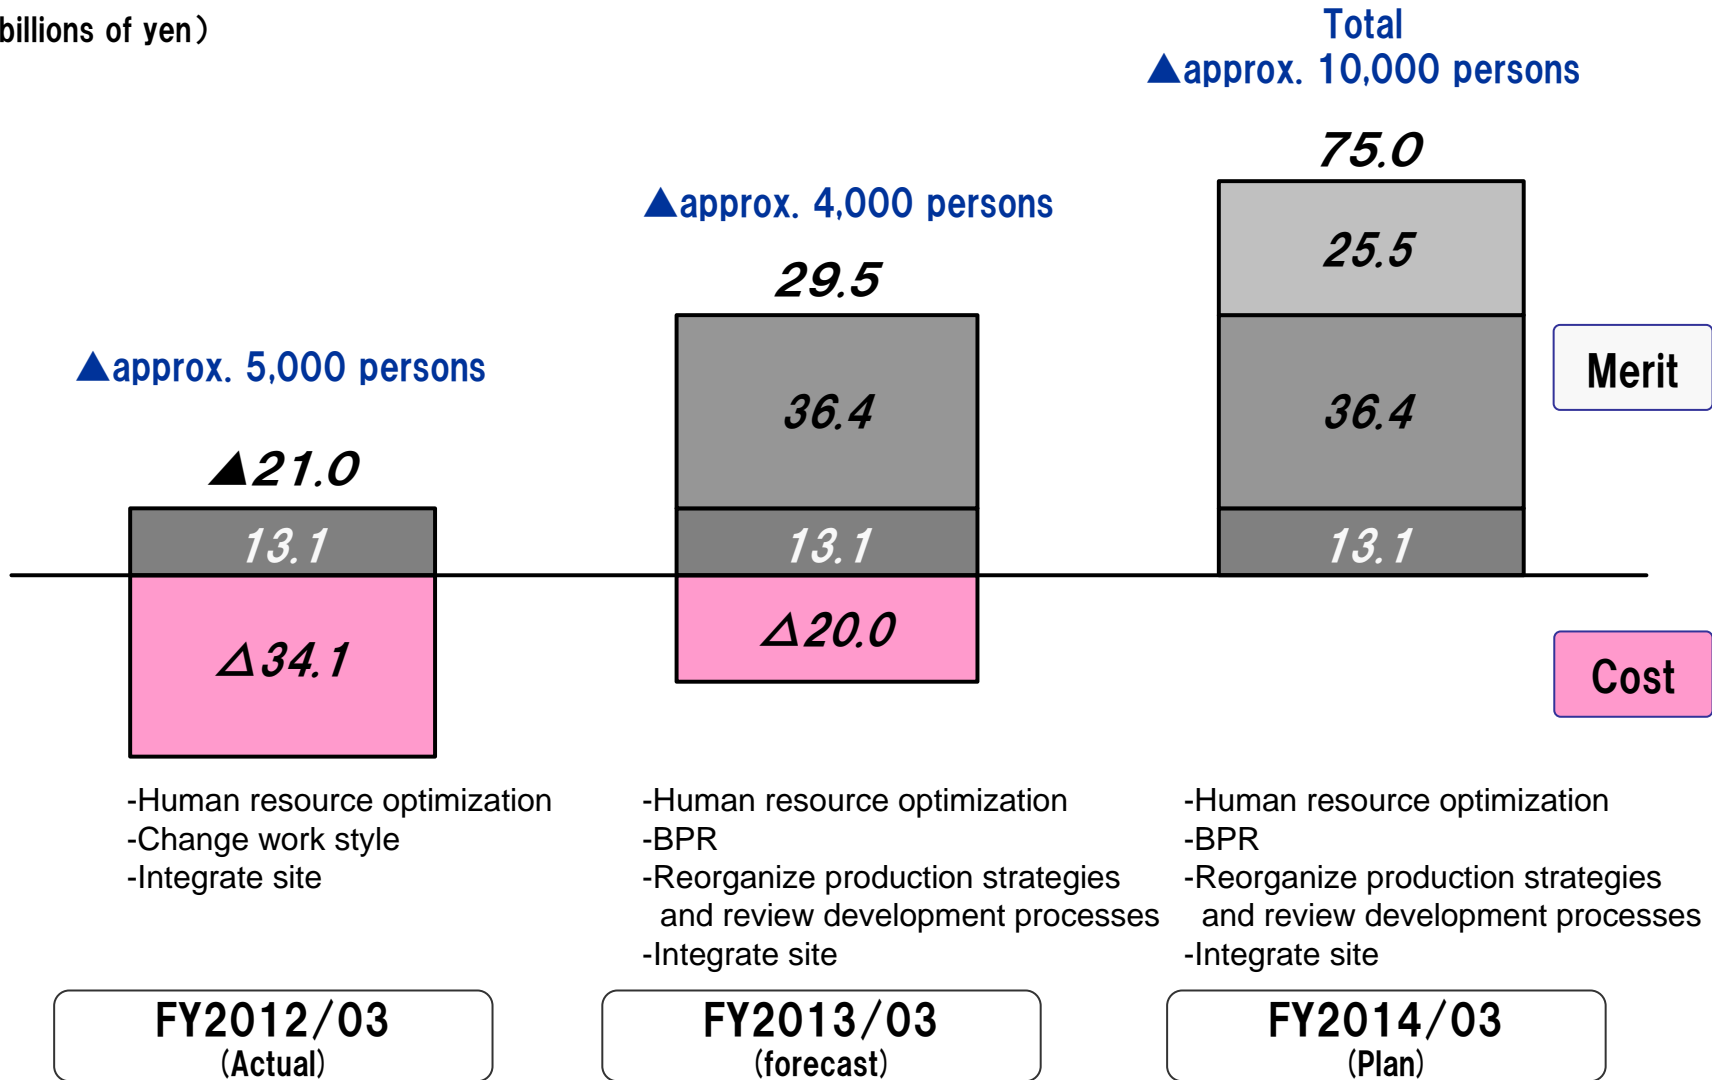 billions of yen）
Total
▲approx. 10,000 persons
75.0
25.5
36.4
13.1
▲approx. 4,000 persons
29.5
36.4
13.1
△20.0
▲approx. 5,000 persons
▲21.0
13.1
△34.1
Merit
Cost
-Human resource optimization
-Change work style
-Integrate site
-Human resource optimization
-BPR
-Reorganize production strategies
and review development processes
-Integrate site
-Human resource optimization
-BPR
-Reorganize production strategies
and review development processes
-Integrate site
FY2012/03
(Actual)
FY2013/03
(forecast)
FY2014/03
(Plan)